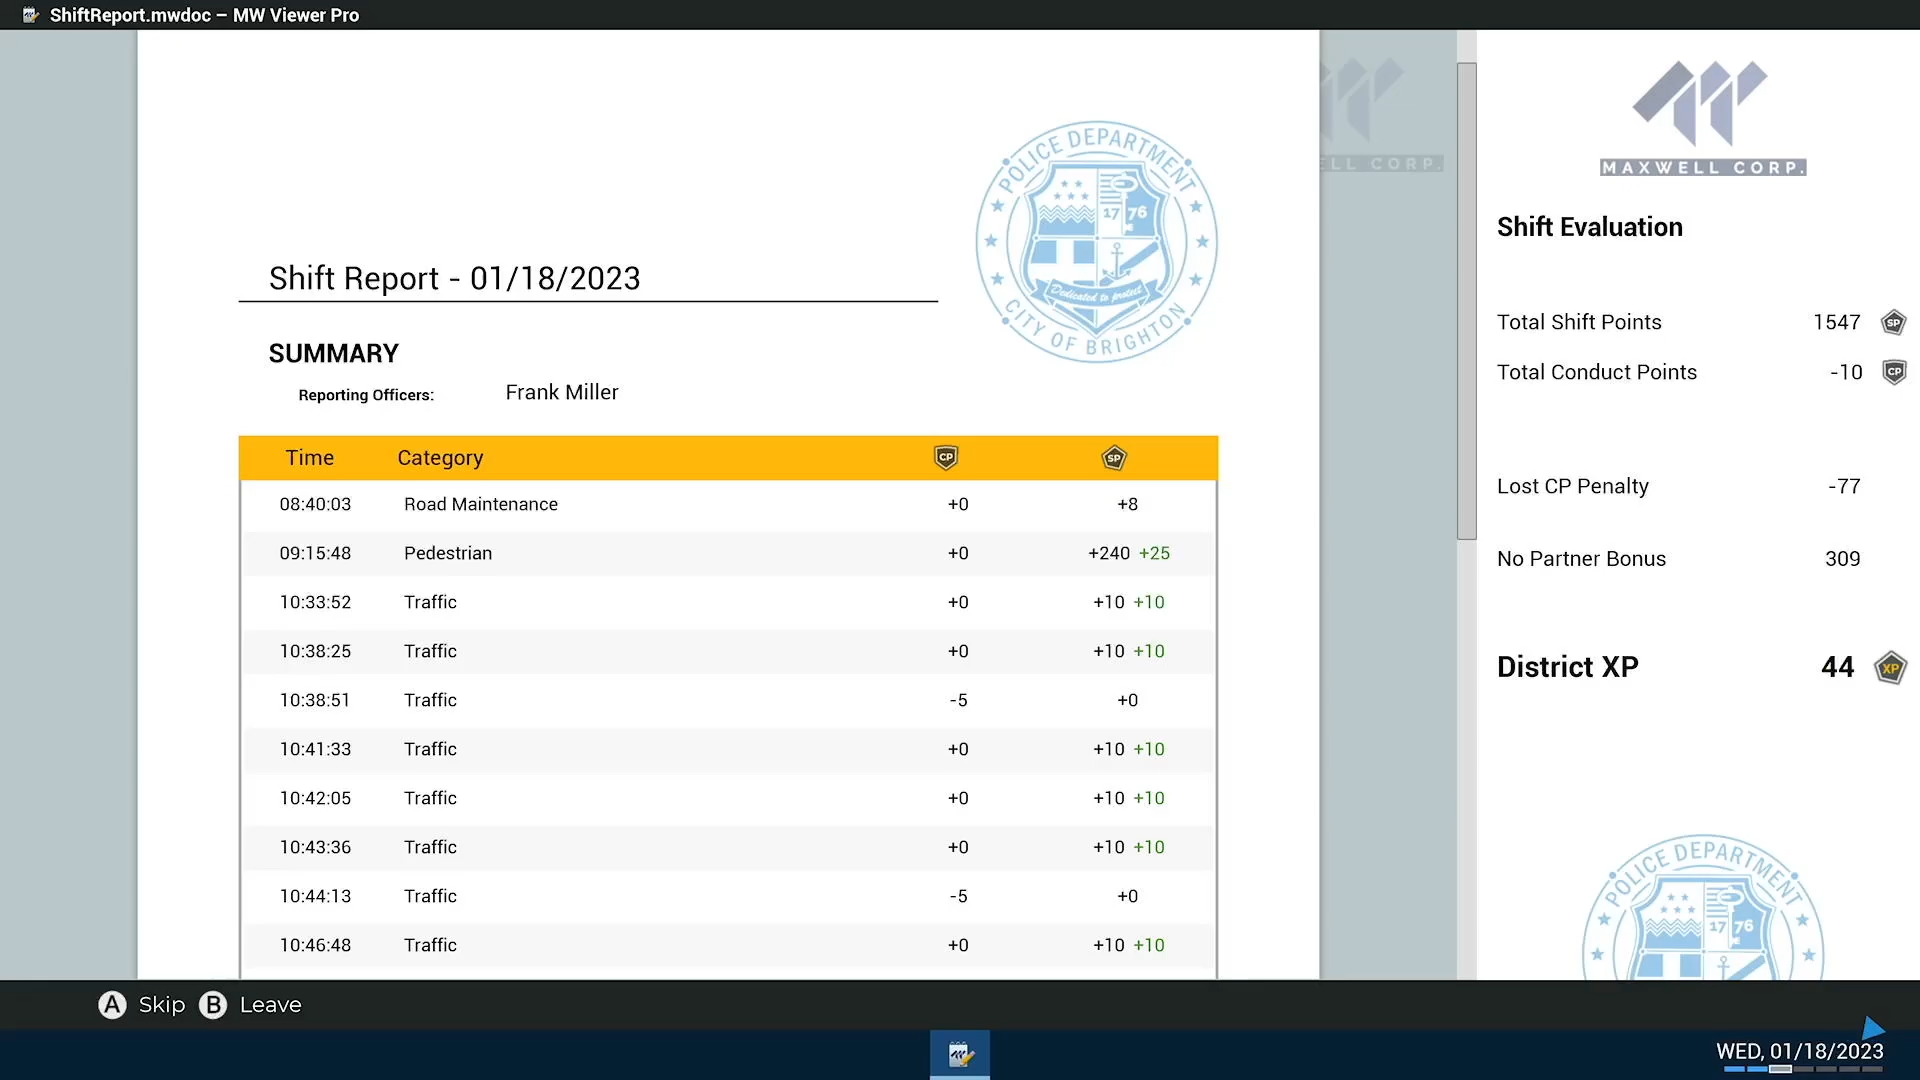 ShiftReport.mwdoc – MW Viewer Pro
POLICE DEPARTMENT
17 76
Dedicated to protect
CITY OF BRIGHTON
ELL CORP.
MAXWELL CORP.
Shift Report - 01/18/2023
SUMMARY
Reporting Officers: Frank Miller
Time Category CP SP
08:40:03 Road Maintenance +0 +8
09:15:48 Pedestrian +0 +240 +25
10:33:52 Traffic +0 +10 +10
10:38:25 Traffic +0 +10 +10
10:38:51 Traffic -5 +0
10:41:33 Traffic +0 +10 +10
10:42:05 Traffic +0 +10 +10
10:43:36 Traffic +0 +10 +10
10:44:13 Traffic -5 +0
10:46:48 Traffic +0 +10 +10
Shift Evaluation
Total Shift Points 1547 SP
Total Conduct Points -10 CP
Lost CP Penalty -77
No Partner Bonus 309
District XP 44 XP
POLICE DEPARTMENT
17 76
A Skip B Leave
WED, 01/18/2023